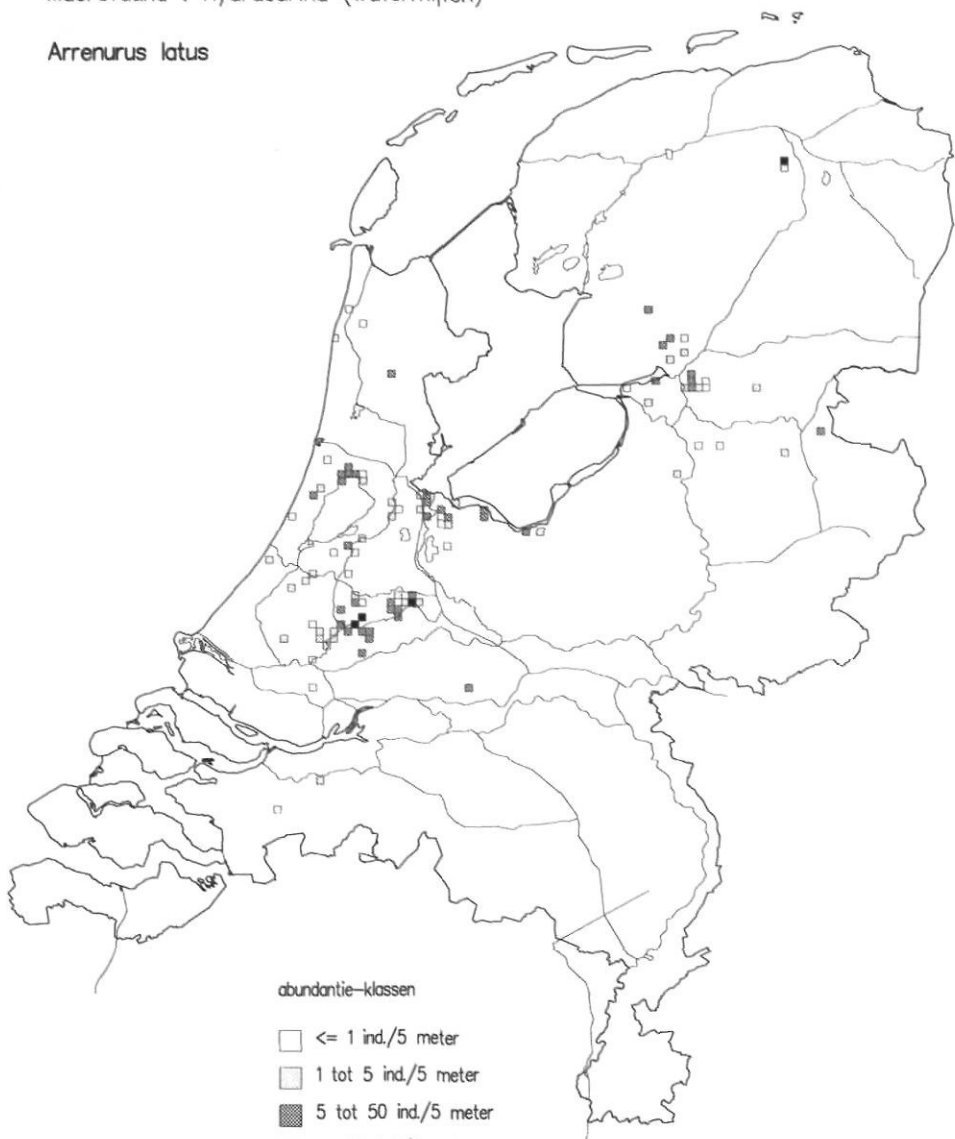 Arrenurus latus
abundantie-klassen
<= 1 ind./5 meter
1 tot 5 ind./5 meter
5 tot 50 ind./5 meter